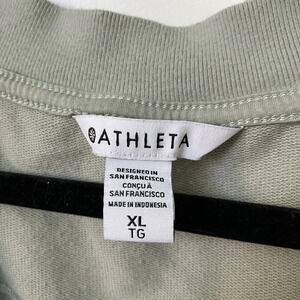 ATHLETA
DESIGNED IN
SAN FRANCISCO
CONÇU À
SAN FRANCISCO
MADE IN INDONESIA
XL
TG